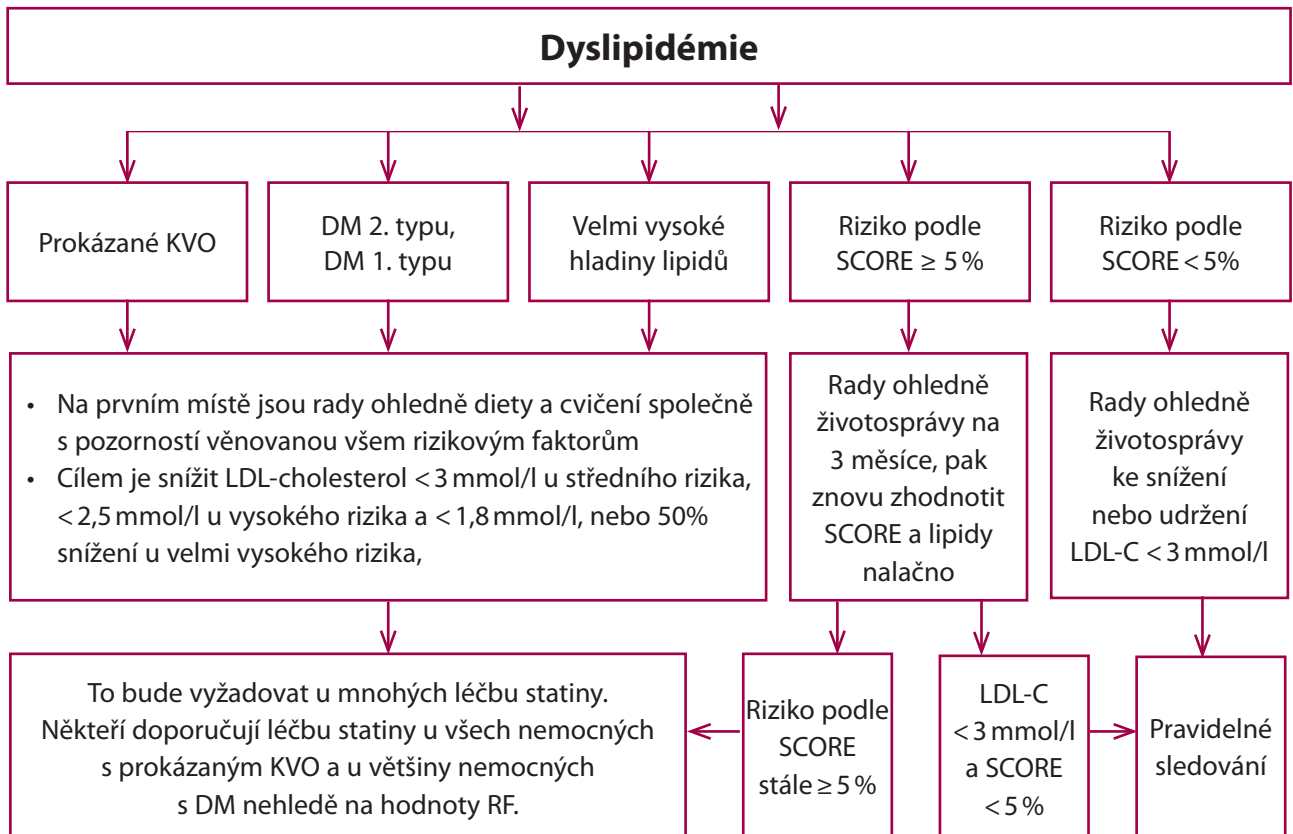 Dyslipidémie
Prokázané KVO
DM 2. typu,
DM 1. typu
Velmi vysoké
hladiny lipidů
Riziko podle
SCORE ≥ 5 %
Riziko podle
SCORE < 5%
• Na prvním místě jsou rady ohledně diety a cvičení společně
s pozorností věnovanou všem rizikovým faktorům
• Cílem je snížit LDL-cholesterol < 3 mmol/l u středního rizika,
< 2,5 mmol/l u vysokého rizika a < 1,8 mmol/l, nebo 50%
snížení u velmi vysokého rizika,
Rady ohledně
životosprávy na
3 měsíce, pak
znovu zhodnotit
SCORE a lipidy
nalačno
Rady ohledně
životosprávy
ke snížení
nebo udržení
LDL-C < 3 mmol/l
To bude vyžadovat u mnohých léčbu statiny.
Někteří doporučují léčbu statiny u všech nemocných
s prokázaným KVO a u většiny nemocných
s DM nehledě na hodnoty RF.
Riziko podle
SCORE
stále ≥ 5 %
LDL-C
< 3 mmol/l
a SCORE
< 5 %
Pravidelné
sledování